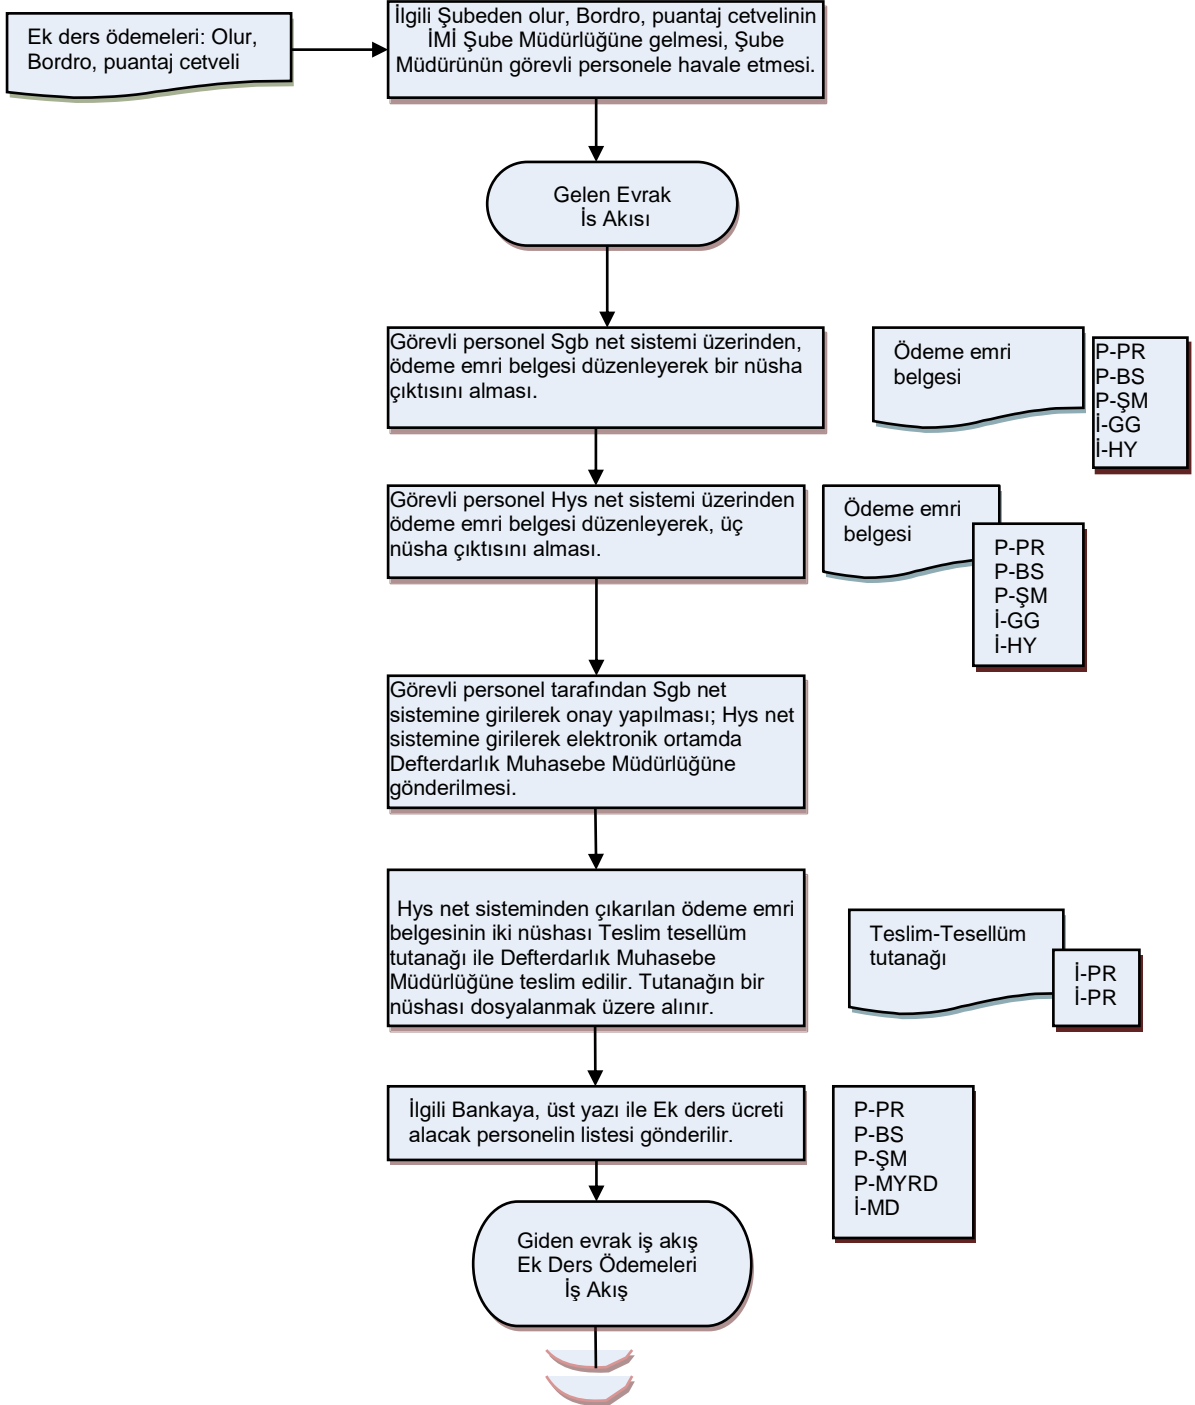 Ek ders ödemeleri: Olur,
Bordro, puantaj cetveli
İlgili Şubeden olur, Bordro, puantaj cetvelinin
İMİ Şube Müdürlüğüne gelmesi, Şube
Müdürünün görevli personele havale etmesi.
Gelen Evrak
İs Akısı
Görevli personel Sgb net sistemi üzerinden,
ödeme emri belgesi düzenleyerek bir nüsha
çıktısını alması.
Ödeme emri
belgesi
P-PR
P-BS
P-ŞM
İ-GG
İ-HY
Görevli personel Hys net sistemi üzerinden
ödeme emri belgesi düzenleyerek, üç
nüsha çıktısını alması.
Ödeme emri
belgesi
P-PR
P-BS
P-ŞM
İ-GG
İ-HY
Görevli personel tarafından Sgb net
sistemine girilerek onay yapılması; Hys net
sistemine girilerek elektronik ortamda
Defterdarlık Muhasebe Müdürlüğüne
gönderilmesi.
Hys net sisteminden çıkarılan ödeme emri
belgesinin iki nüshası Teslim tesellüm
tutanağı ile Defterdarlık Muhasebe
Müdürlüğüne teslim edilir. Tutanağın bir
nüshası dosyalanmak üzere alınır.
Teslim-Tesellüm
tutanağı
İ-PR
İ-PR
İlgili Bankaya, üst yazı ile Ek ders ücreti
alacak personelin listesi gönderilir.
P-PR
P-BS
P-ŞM
P-MYRD
İ-MD
Giden evrak iş akış
Ek Ders Ödemeleri
İş Akış